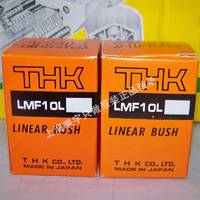 THK
LMF10L
LINEAR BUSH
THK CO., LTD.
MADE IN JAPAN
THK
LMF10L
LINEAR BUSH
THK CO., LTD.
MADE IN JAPAN